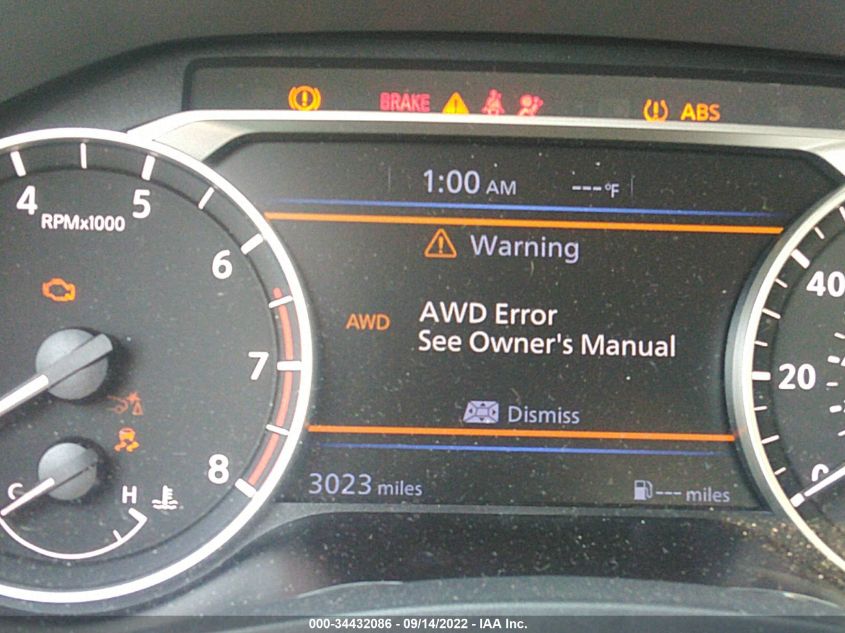 BRAKE ABS
1:00 AM ---°F
4 5 6 7 8
RPMx1000
Warning
AWD AWD Error
See Owner's Manual
Dismiss
3023 miles --- miles
C H
40
20
0
000-34432086 - 09/14/2022 - IAA Inc.